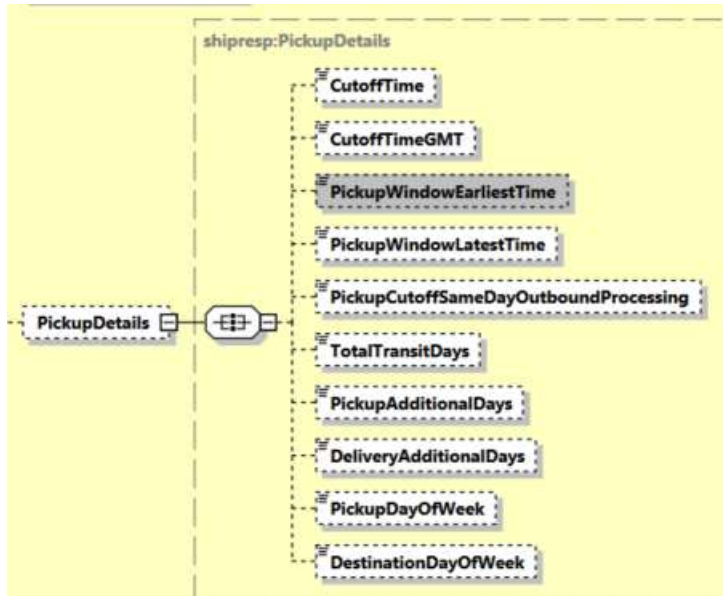 shipresp:PickupDetails
CutoffTime
CutoffTimeGMT
PickupWindowEarliestTime
PickupWindowLatestTime
PickupCutoffSameDayOutboundProcessing
PickupDetails
TotalTransitDays
PickupAdditionalDays
DeliveryAdditionalDays
PickupDayOfWeek
DestinationDayOfWeek